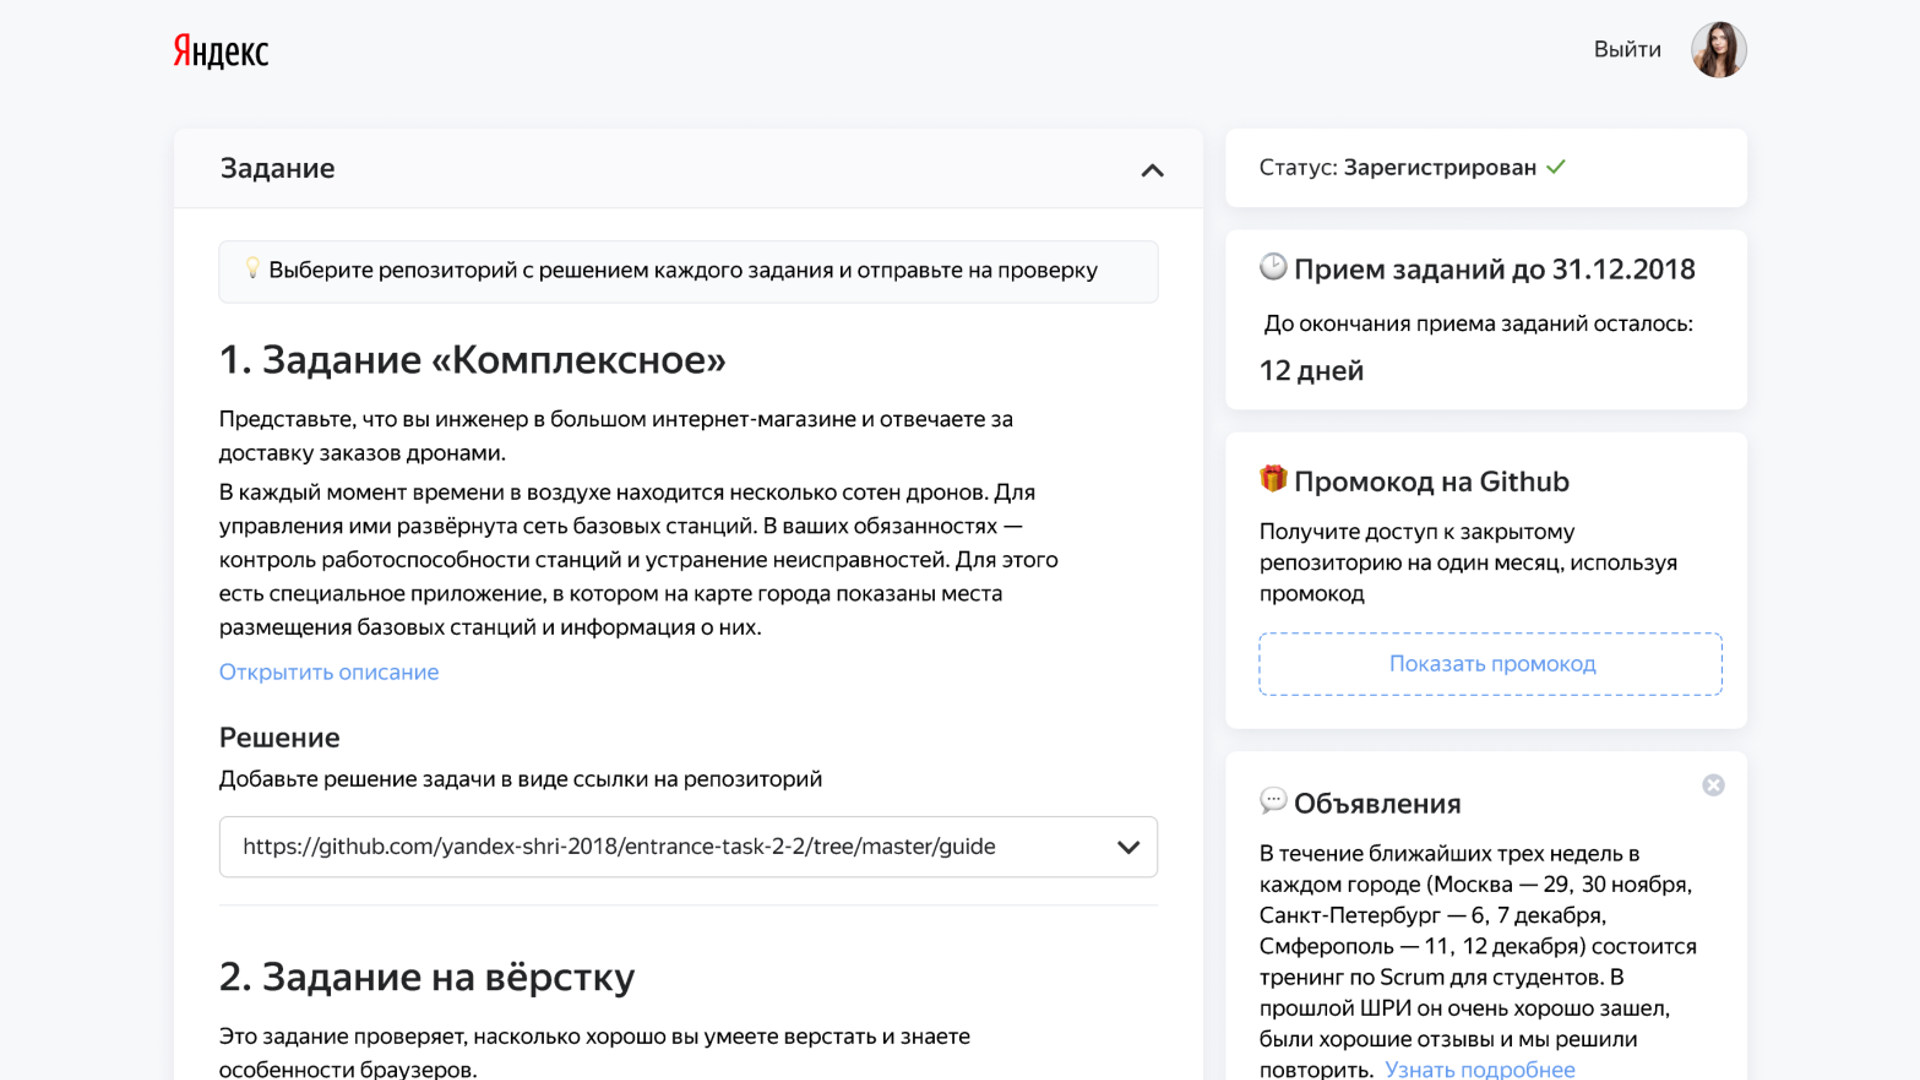 Яндекс
Выйти
Задание
Выберите репозиторий с решением каждого задания и отправьте на проверку
1. Задание «Комплексное»
Представьте, что вы инженер в большом интернет-магазине и отвечаете за
доставку заказов дронами.
В каждый момент времени в воздухе находится несколько сотен дронов. Для
управления ими развёрнута сеть базовых станций. В ваших обязанностях —
контроль работоспособности станций и устранение неисправностей. Для этого
есть специальное приложение, в котором на карте города показаны места
размещения базовых станций и информация о них.
Открытить описание
Решение
Добавьте решение задачи в виде ссылки на репозиторий
https://github.com/yandex-shri-2018/entrance-task-2-2/tree/master/guide
2. Задание на вёрстку
Это задание проверяет, насколько хорошо вы умеете верстать и знаете
особенности браузеров.
Статус: Зарегистрирован
Прием заданий до 31.12.2018
До окончания приема заданий осталось:
12 дней
Промокод на Github
Получите доступ к закрытому
репозиторию на один месяц, используя
промокод
Показать промокод
Объявления
В течение ближайших трех недель в
каждом городе (Москва — 29, 30 ноября,
Санкт-Петербург — 6, 7 декабря,
Смферополь — 11, 12 декабря) состоится
тренинг по Scrum для студентов. В
прошлой ШРИ он очень хорошо зашел,
были хорошие отзывы и мы решили
повторить. Узнать подробнее